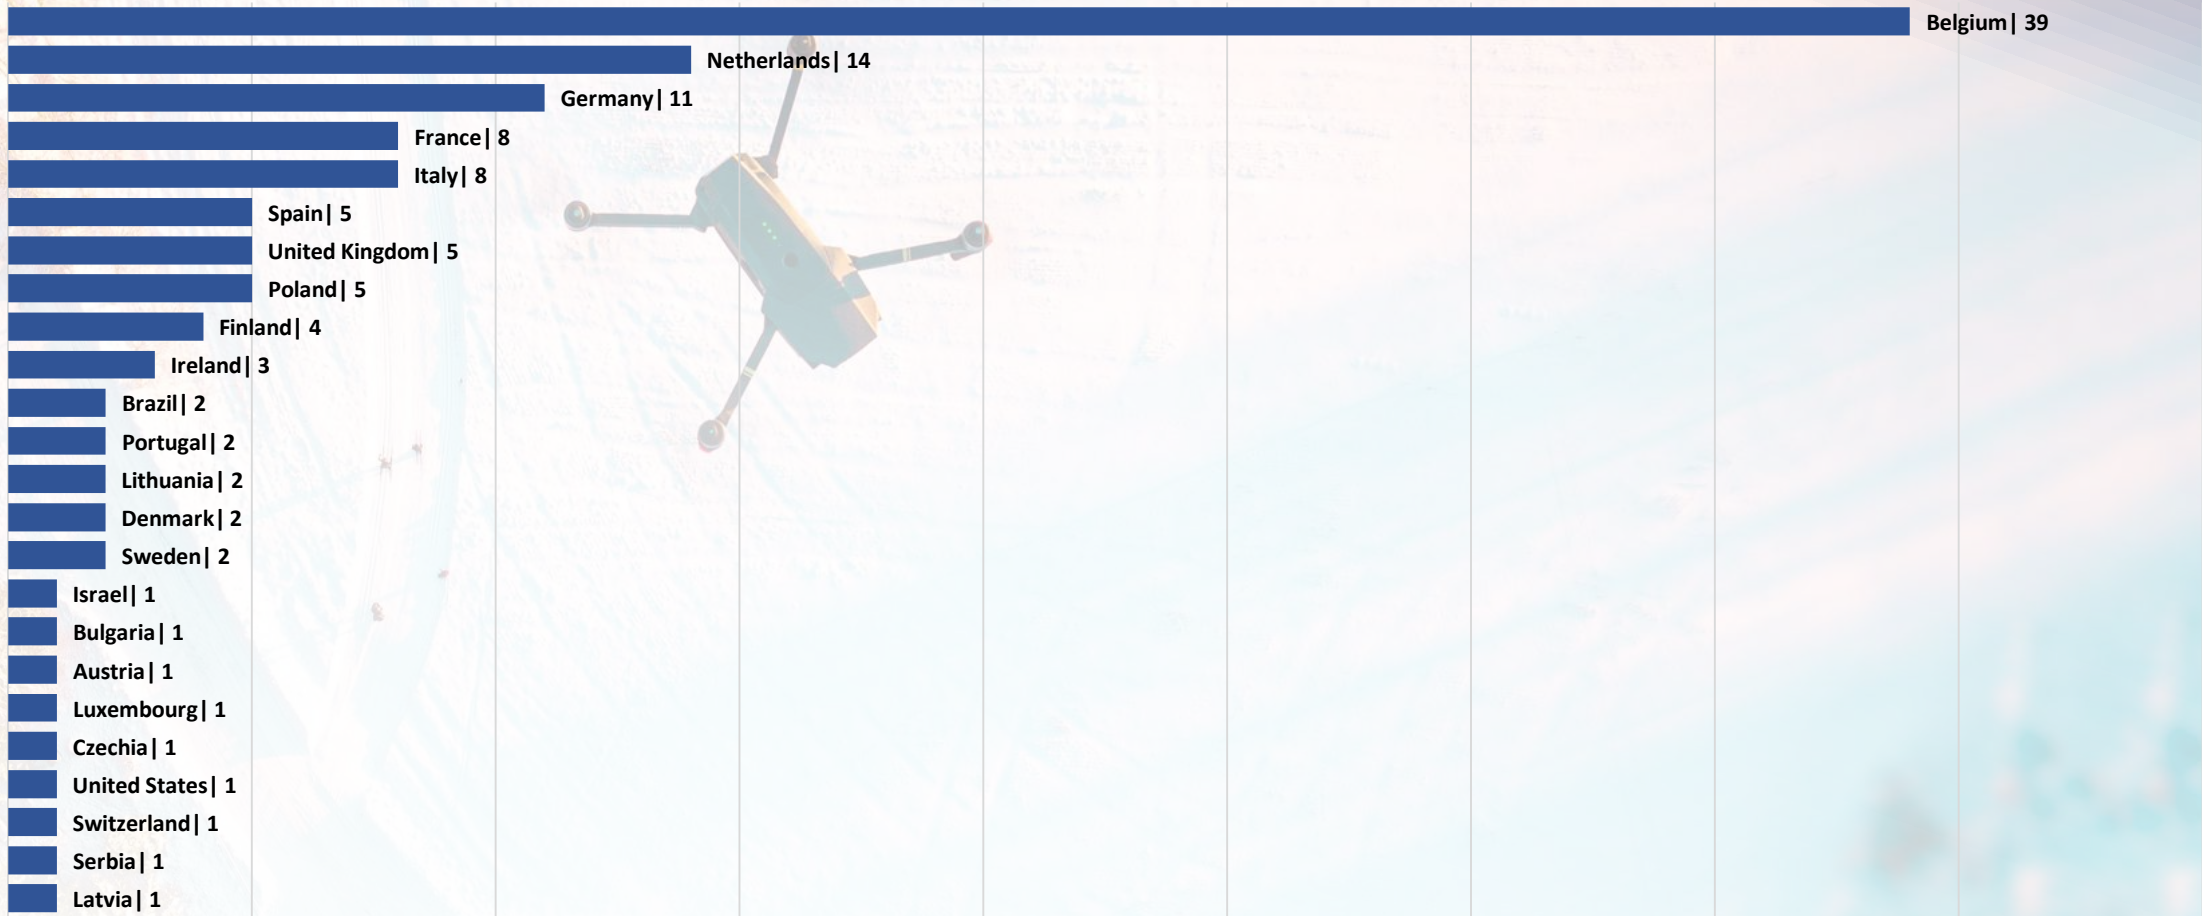 Belgium| 39
Netherlands| 14
Germany| 11
France| 8
Italy| 8
Spain| 5
United Kingdom| 5
Poland| 5
Finland| 4
Ireland| 3
Brazil| 2
Portugal| 2
Lithuania| 2
Denmark| 2
Sweden| 2
Israel| 1
Bulgaria| 1
Austria| 1
Luxembourg| 1
Czechia| 1
United States| 1
Switzerland| 1
Serbia| 1
Latvia| 1